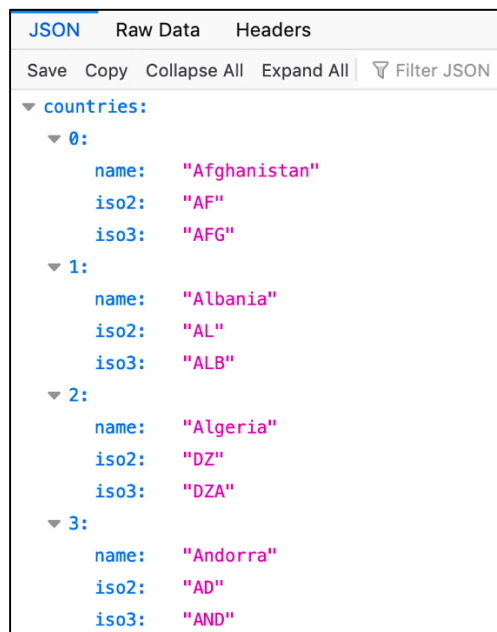 JSON Raw Data Headers
Save Copy Collapse All Expand All Filter JSON
countries:
0:
name: "Afghanistan"
iso2: "AF"
iso3: "AFG"
1:
name: "Albania"
iso2: "AL"
iso3: "ALB"
2:
name: "Algeria"
iso2: "DZ"
iso3: "DZA"
3:
name: "Andorra"
iso2: "AD"
iso3: "AND"